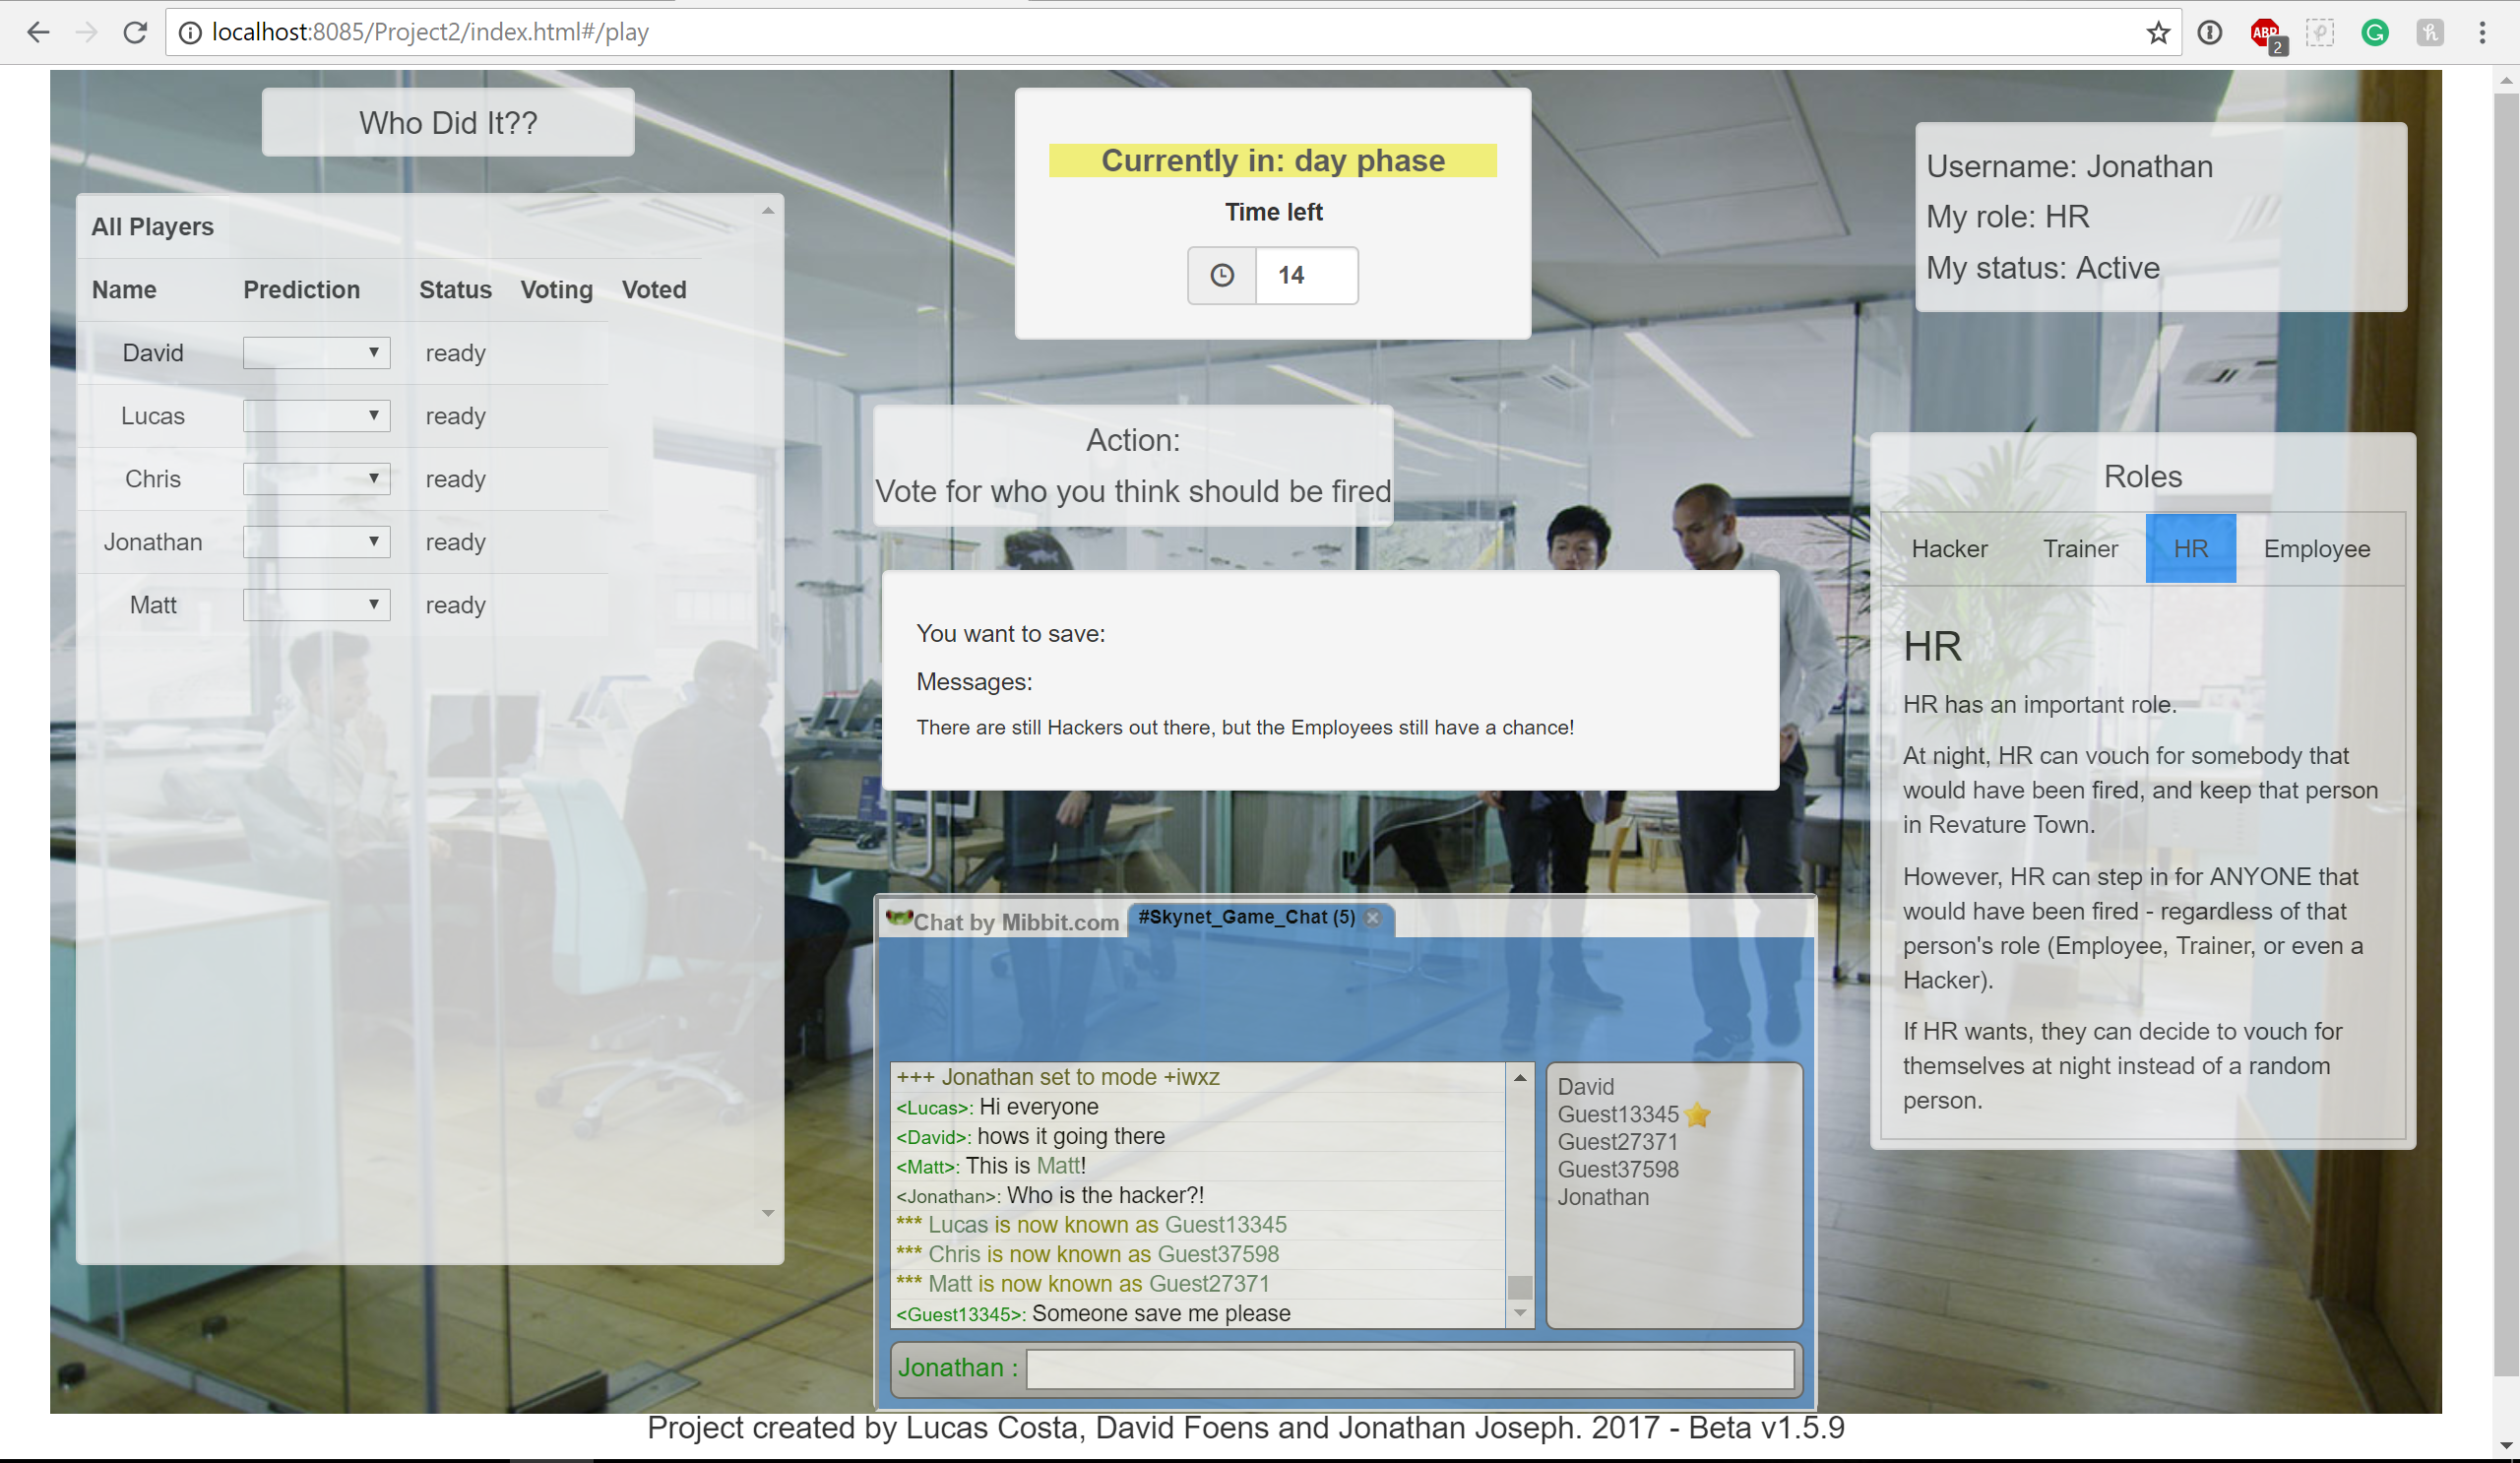 localhost:8085/Project2/index.html#/play
ABP
2
Who Did It??
All Players
Name Prediction Status Voting Voted
David ready
Lucas ready
Chris ready
Jonathan ready
Matt ready
Currently in: day phase
Time left
14
Action:
Vote for who you think should be fired
You want to save:
Messages:
There are still Hackers out there, but the Employees still have a chance!
Chat by Mibbit.com
#Skynet_Game_Chat (5)
+++ Jonathan set to mode +iwxz
<Lucas>: Hi everyone
<David>: hows it going there
<Matt>: This is Matt!
<Jonathan>: Who is the hacker?!
*** Lucas is now known as Guest13345
*** Chris is now known as Guest37598
*** Matt is now known as Guest27371
<Guest13345>: Someone save me please
David
Guest13345
Guest27371
Guest37598
Jonathan
Jonathan :
Username: Jonathan
My role: HR
My status: Active
Roles
Hacker Trainer HR Employee
HR
HR has an important role.
At night, HR can vouch for somebody that
would have been fired, and keep that person
in Revature Town.
However, HR can step in for ANYONE that
would have been fired - regardless of that
person's role (Employee, Trainer, or even a
Hacker).
If HR wants, they can decide to vouch for
themselves at night instead of a random
person.
Project created by Lucas Costa, David Foens and Jonathan Joseph. 2017 - Beta v1.5.9